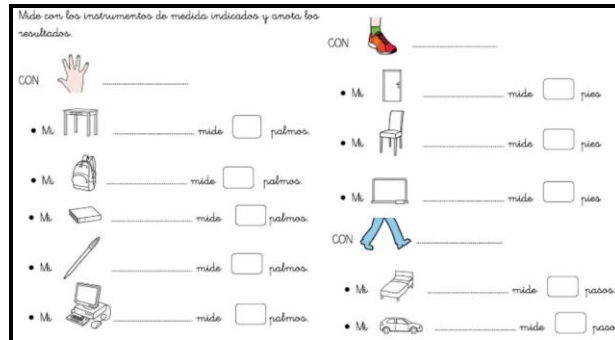 Mide con los instrumentos de medida indicados y anota los
resultados.
CON ........................
• Mi ........................ mide palmos.
• Mi ........................ mide palmos.
• Mi ........................ mide palmos.
• Mi ........................ mide palmos.
• Mi ........................ mide palmos.
CON ........................
• Mi ........................ mide pies
• Mi ........................ mide pies
• Mi ........................ mide pies
CON ........................
• Mi ........................ mide pasos.
• Mi ........................ mide paso